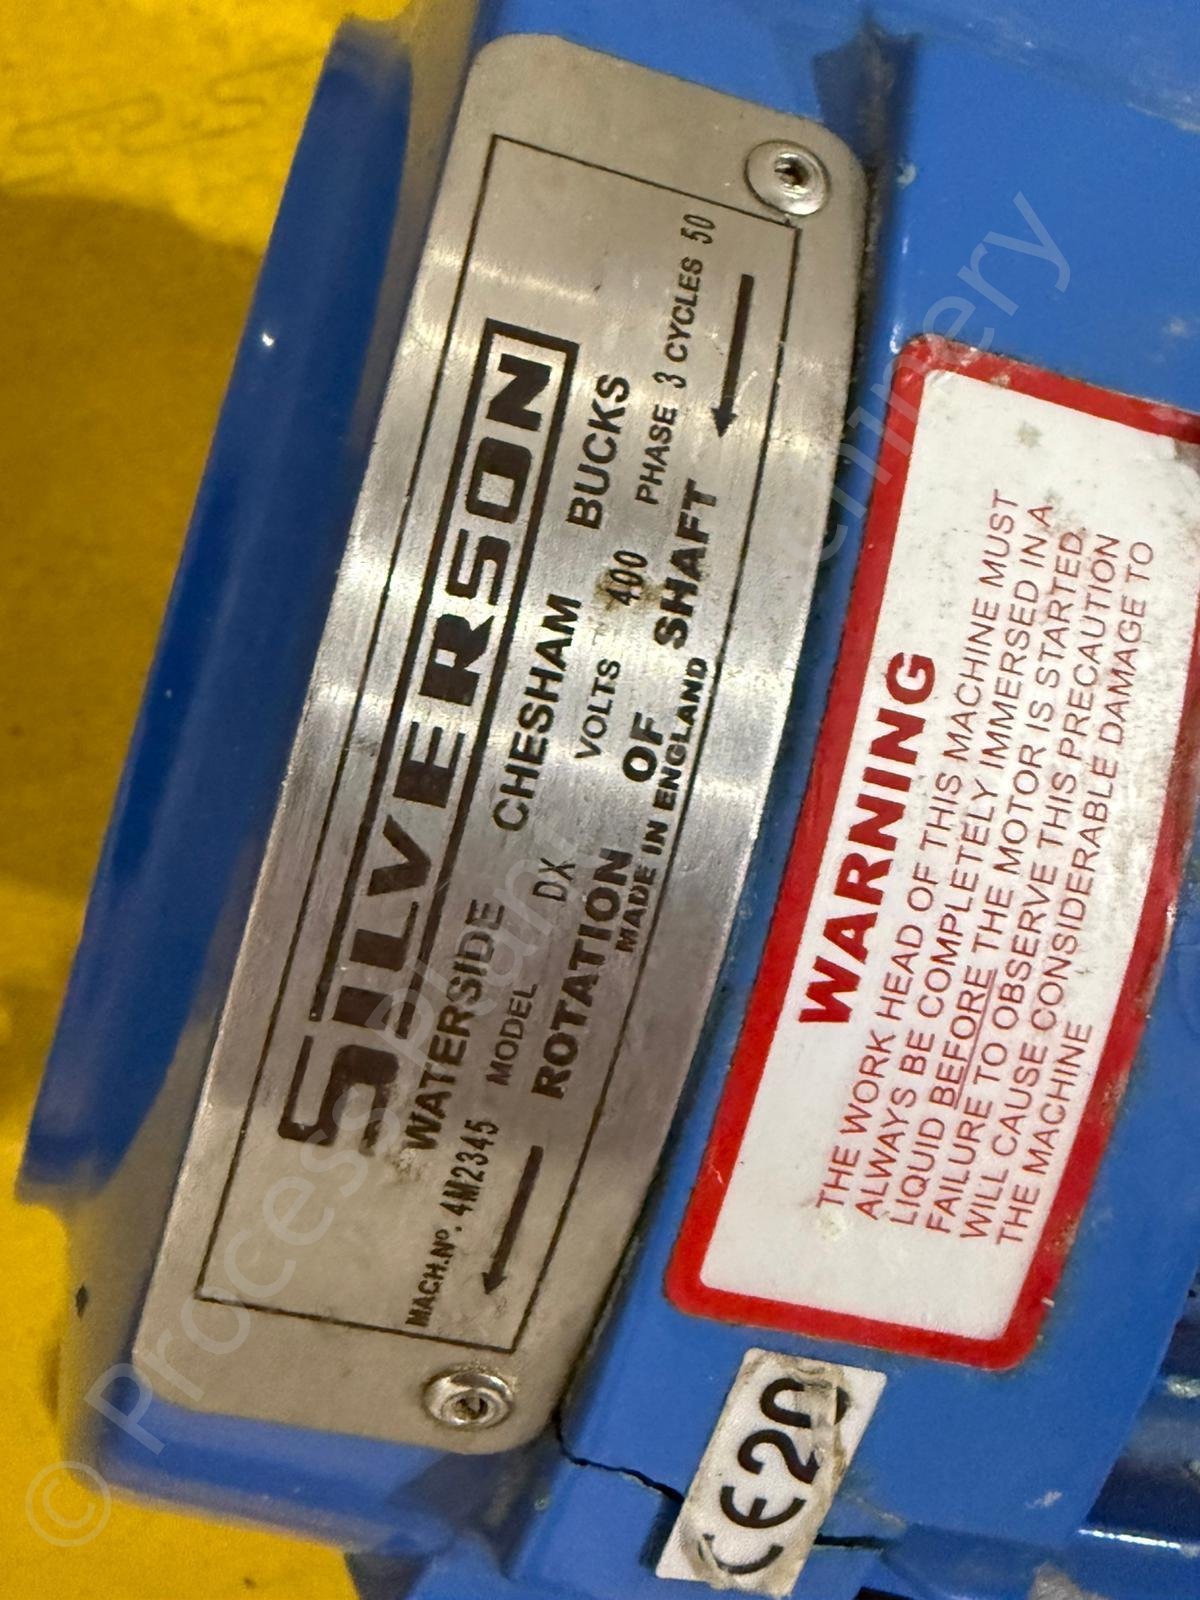 SILVERSON
WATERSIDE CHESHAM BUCKS
MACH.Nº. 4M2345 MODEL DX VOLTS 400 PHASE 3 CYCLES 50
ROTATION OF SHAFT
MADE IN ENGLAND
WARNING
THE WORK HEAD OF THIS MACHINE MUST
ALWAYS BE COMPLETELY IMMERSED IN A
LIQUID BEFORE THE MOTOR IS STARTED.
FAILURE TO OBSERVE THIS PRECAUTION
WILL CAUSE CONSIDERABLE DAMAGE TO
THE MACHINE
CE 20
© Process Plant Machinery